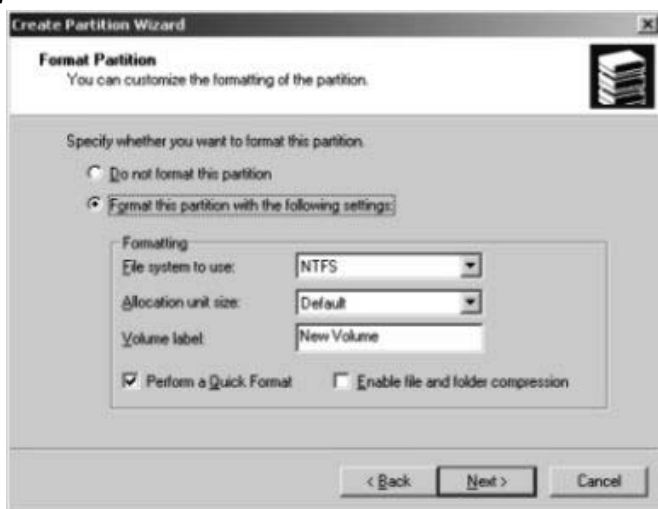 Create Partition Wizard
Format Partition
You can customize the formatting of the partition.
Specify whether you want to format this partition.
Do not format this partition
Format this partition with the following settings:
Formatting
File system to use: NTFS
Allocation unit size: Default
Volume label: New Volume
Perform a Quick Format Enable file and folder compression
< Back Next > Cancel